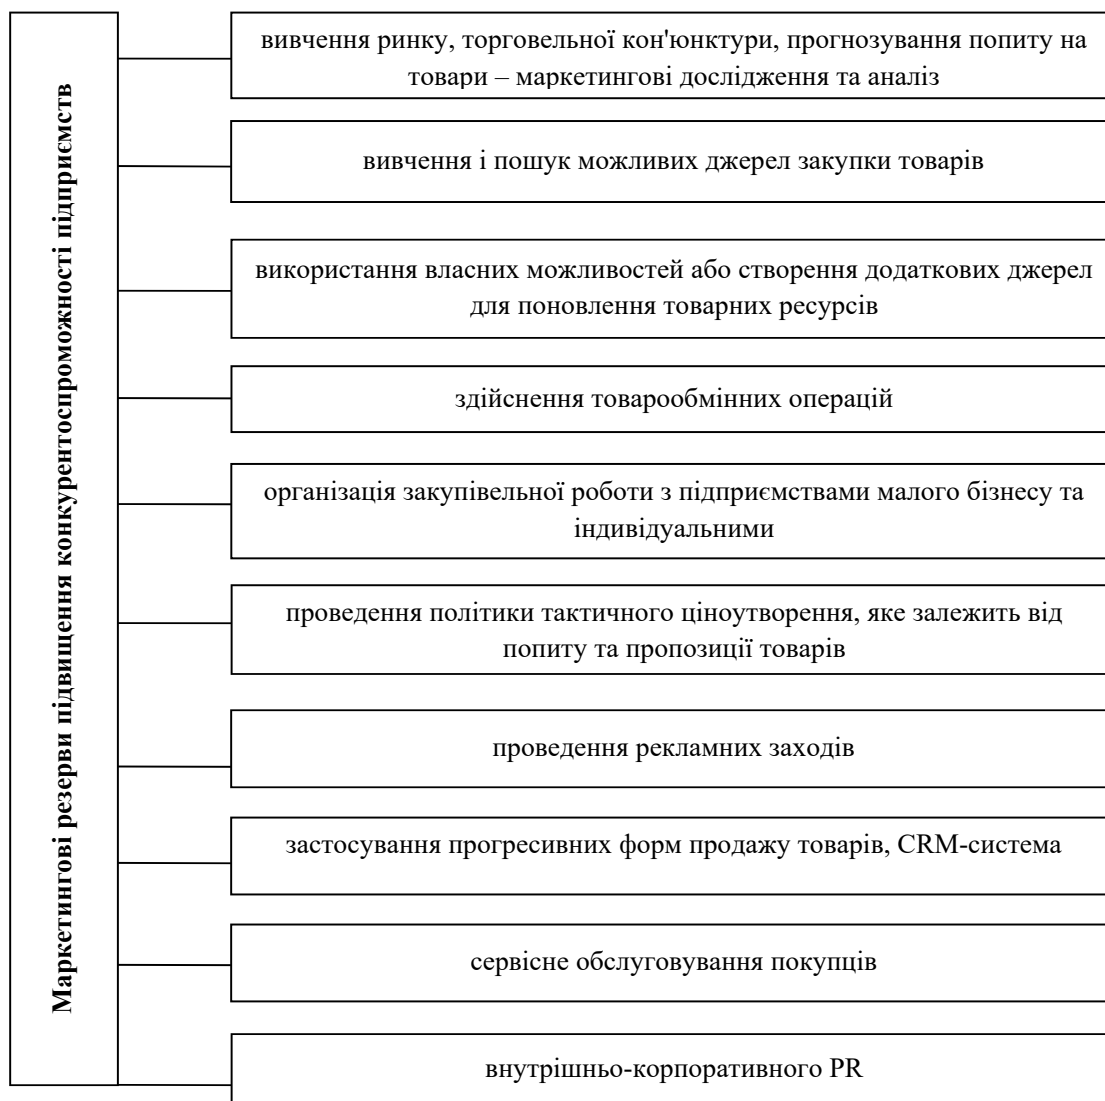 Маркетингові резерви підвищення конкурентоспроможності підприємств
вивчення ринку, торговельної кон'юнктури, прогнозування попиту на
товари – маркетингові дослідження та аналіз
вивчення і пошук можливих джерел закупки товарів
використання власних можливостей або створення додаткових джерел
для поновлення товарних ресурсів
здійснення товарообмінних операцій
організація закупівельної роботи з підприємствами малого бізнесу та
індивідуальними
проведення політики тактичного ціноутворення, яке залежить від
попиту та пропозиції товарів
проведення рекламних заходів
застосування прогресивних форм продажу товарів, CRM-система
сервісне обслуговування покупців
внутрішньо-корпоративного PR